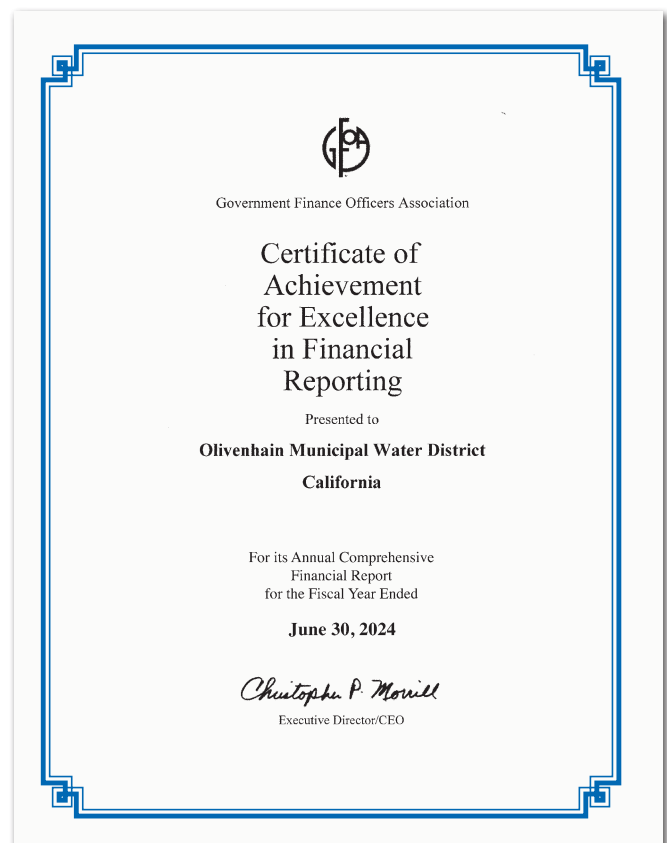 GFOA
Government Finance Officers Association
Certificate of
Achievement
for Excellence
in Financial
Reporting
Presented to
Olivenhain Municipal Water District
California
For its Annual Comprehensive
Financial Report
for the Fiscal Year Ended
June 30, 2024
Christopher P. Morrill
Executive Director/CEO